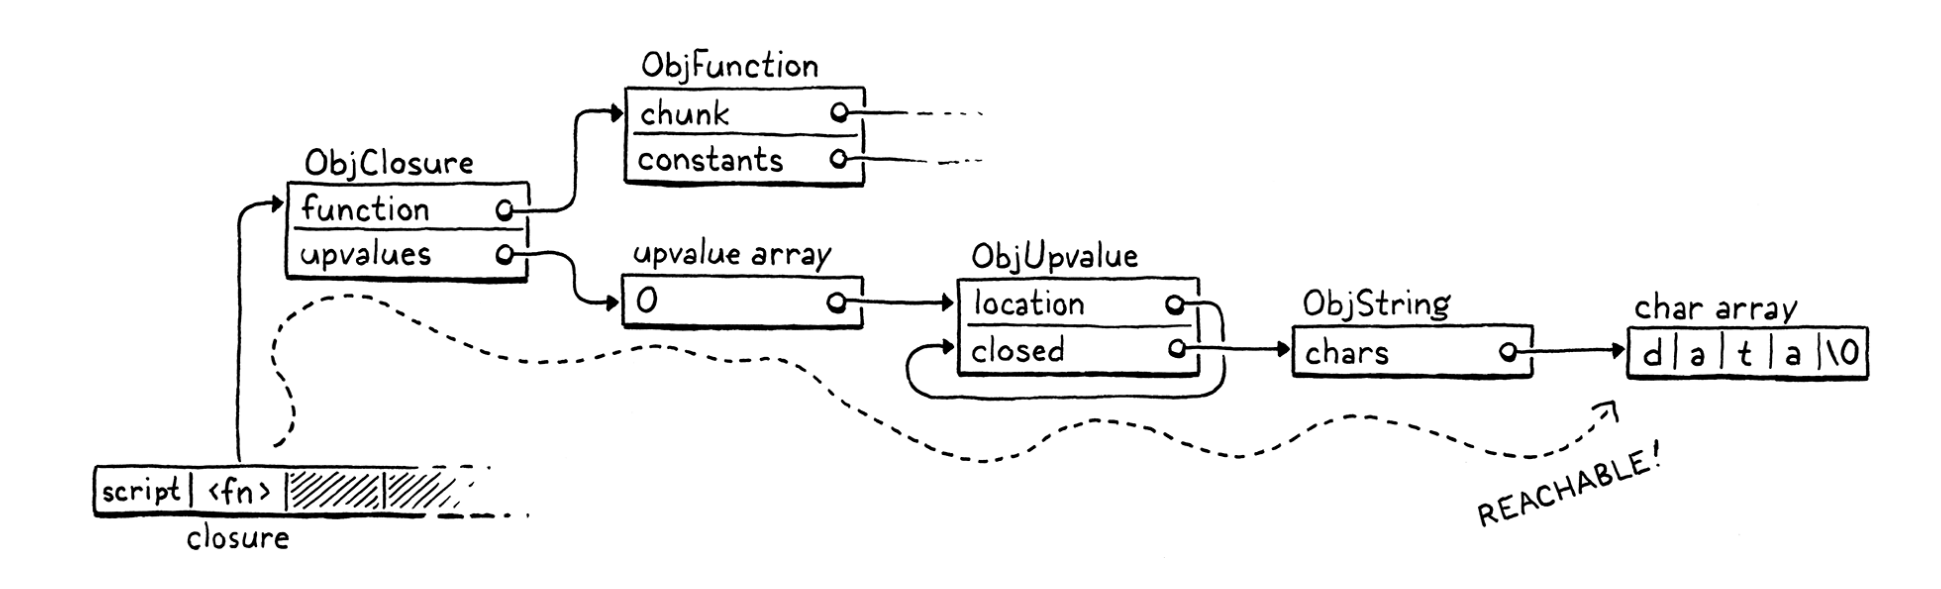 ObjFunction
chunk
constants
ObjClosure
function
upvalues
upvalue array
0
ObjUpvalue
location
closed
ObjString
chars
char array
d|a|t|a|\0
REACHABLE!
script| <fn> |
closure